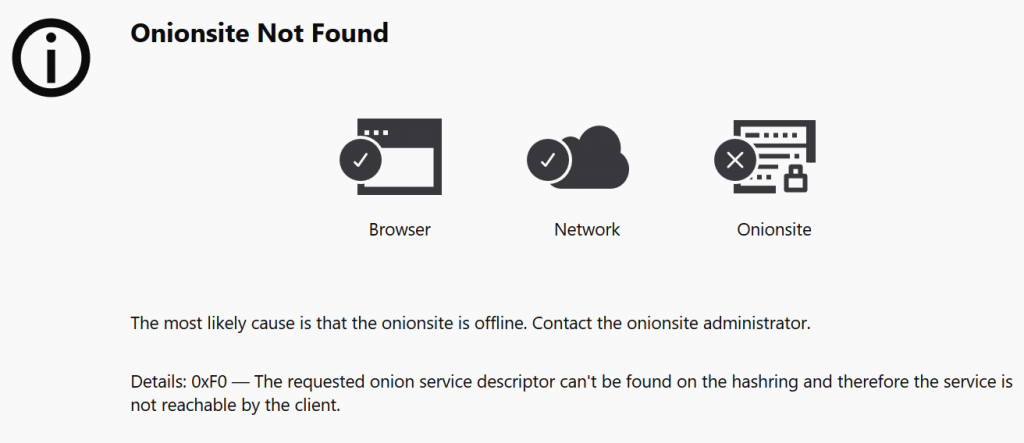 Onionsite Not Found
Browser
Network
Onionsite
The most likely cause is that the onionsite is offline. Contact the onionsite administrator.
Details: 0xF0 — The requested onion service descriptor can't be found on the hashring and therefore the service is
not reachable by the client.